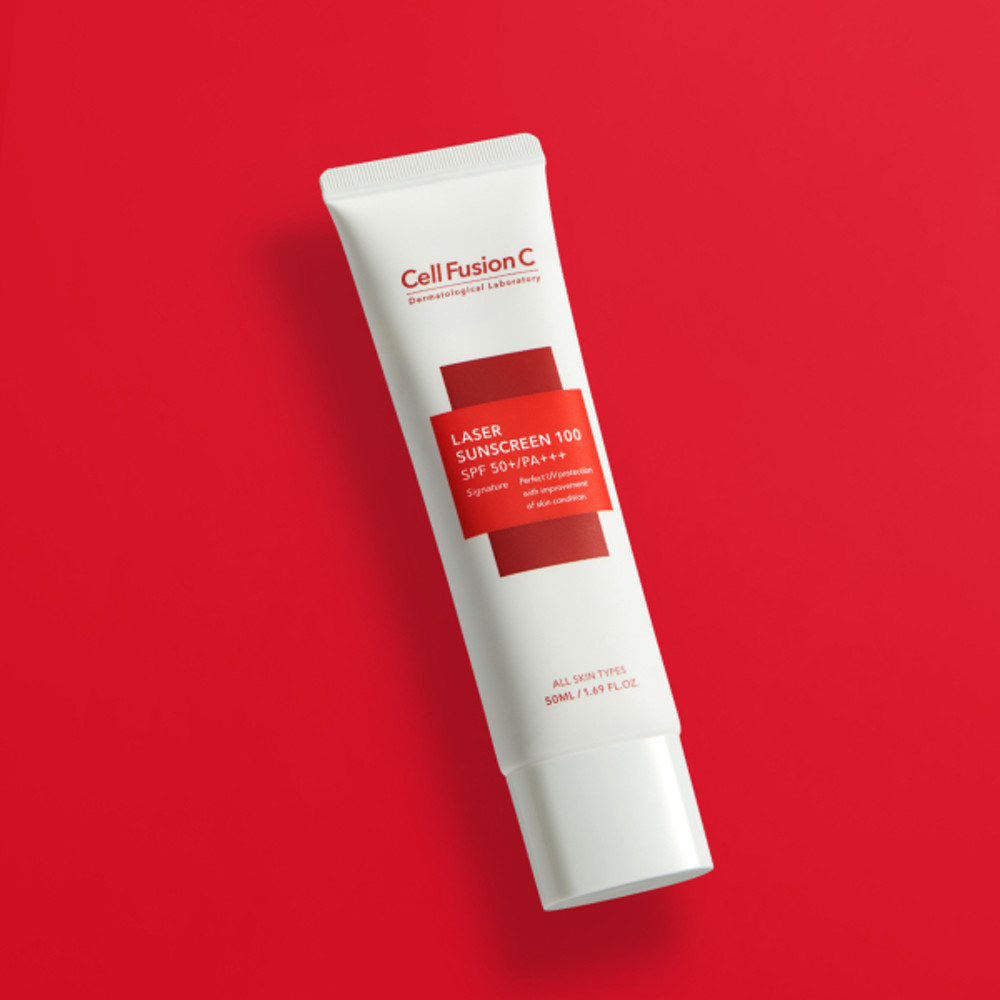 Cell Fusion C
Dermatological Laboratory
LASER
SUNSCREEN 100
SPF 50+/PA+++
Signature
Perfect UV protection
with improvement
of skin condition
ALL SKIN TYPES
50ML / 1.69 FL.OZ.